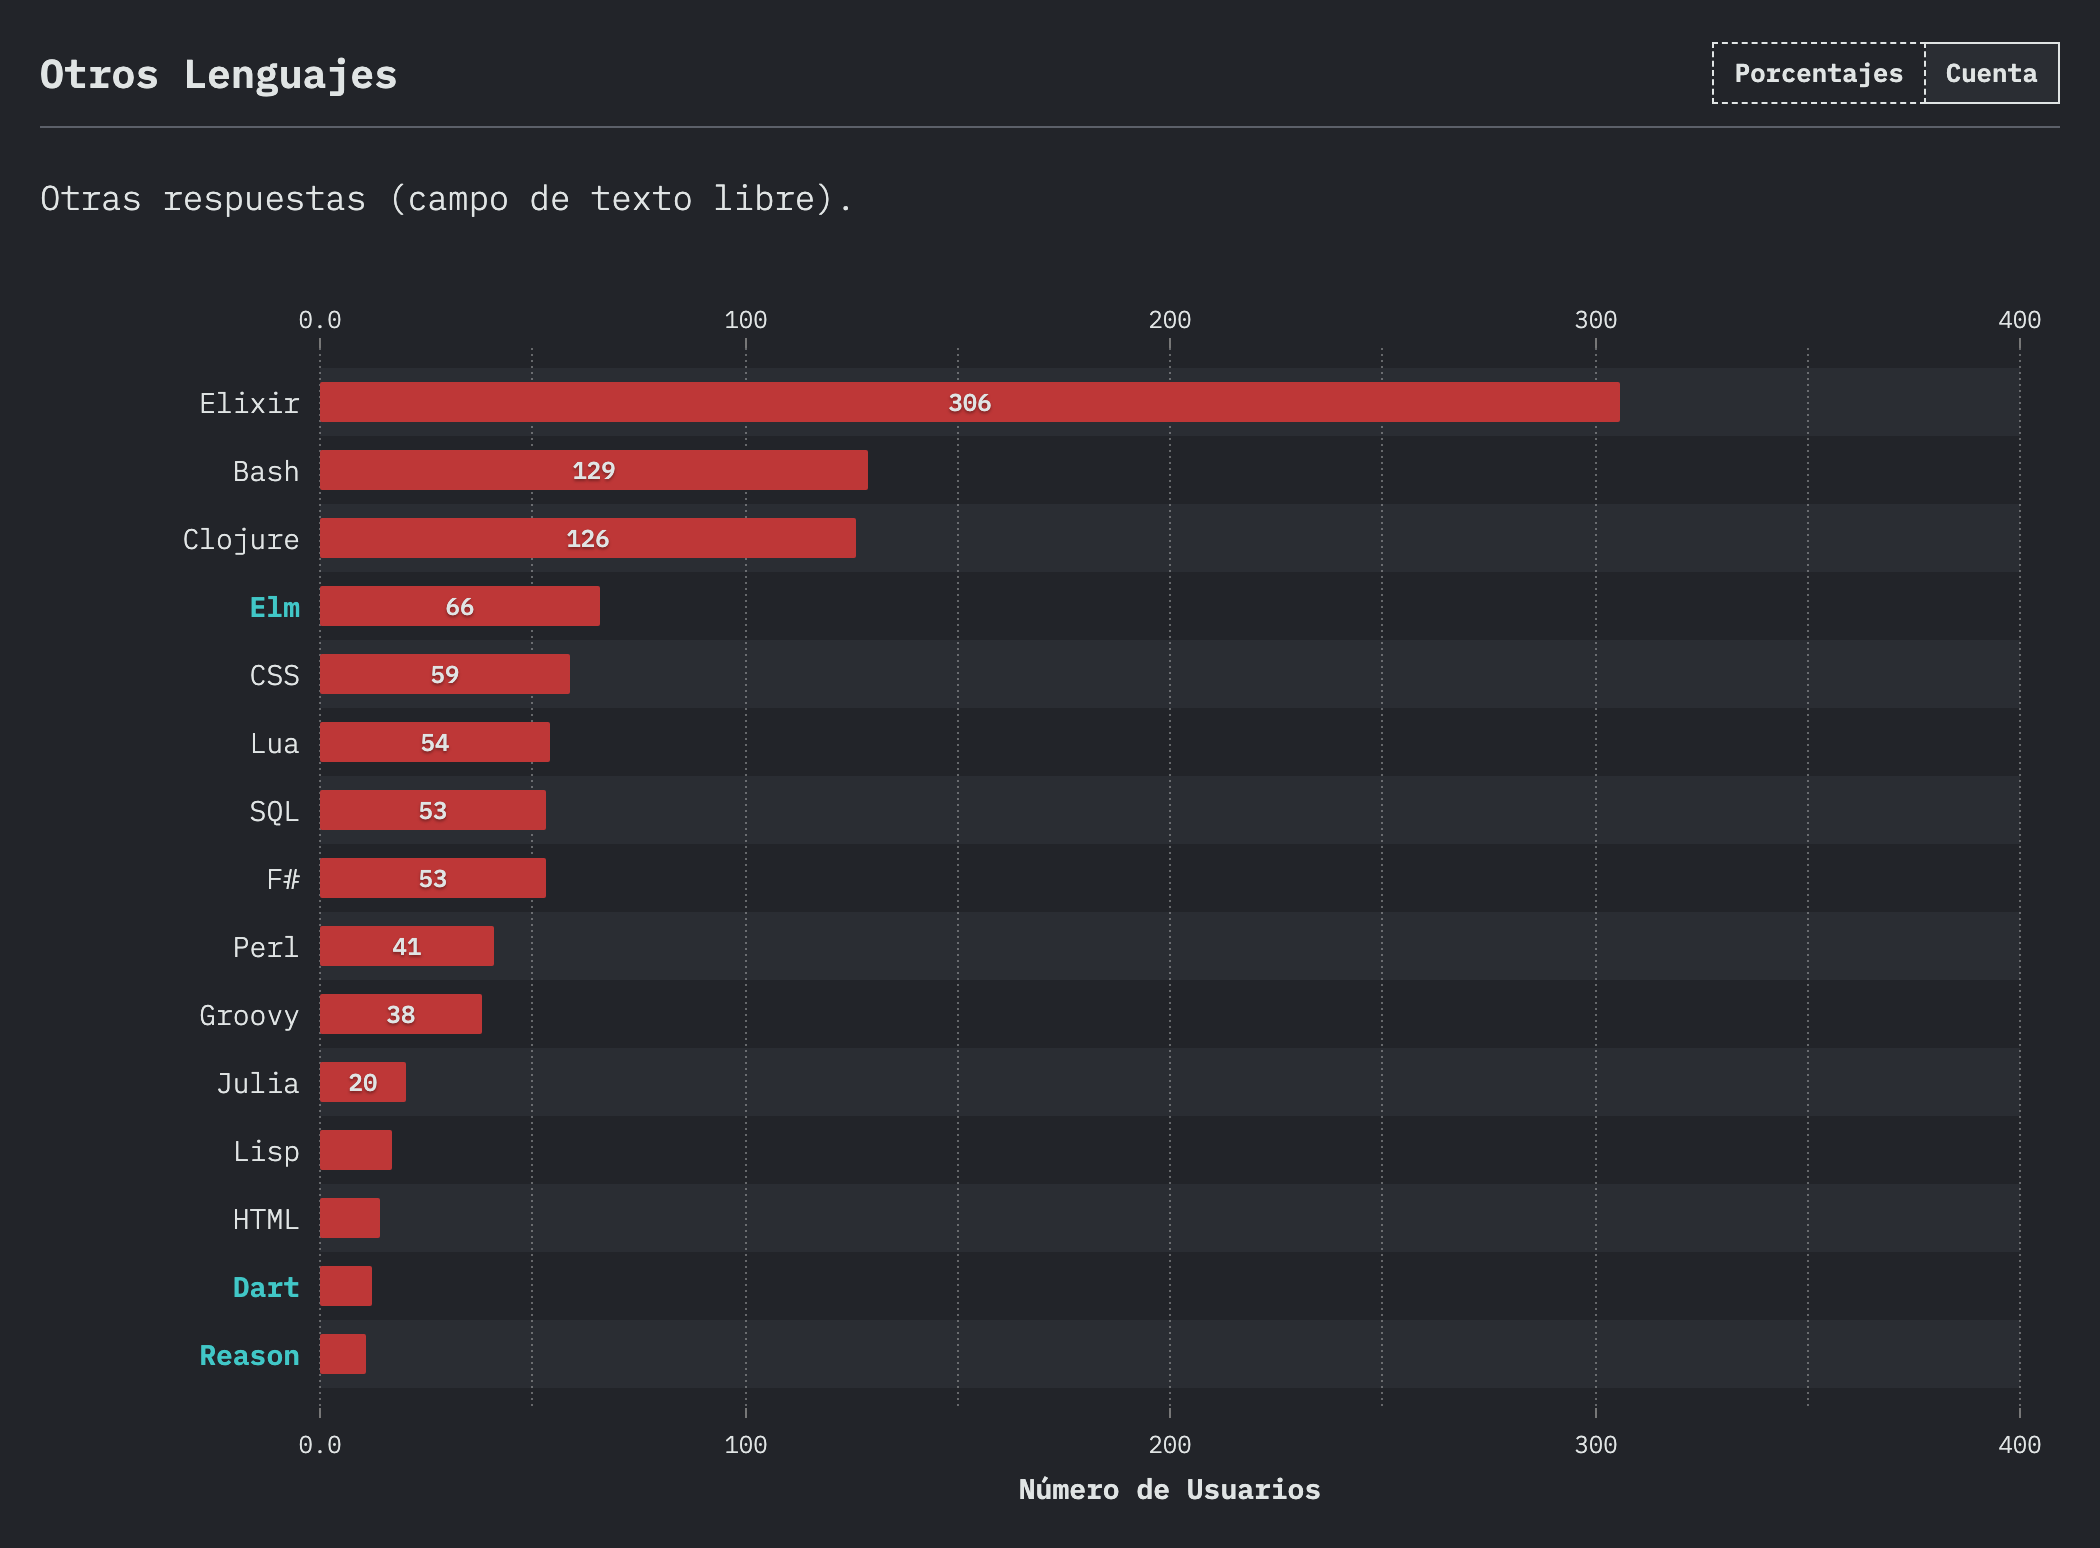 Otros Lenguajes
Porcentajes Cuenta
Otras respuestas (campo de texto libre).
0.0 100 200 300 400
Elixir 306
Bash 129
Clojure 126
Elm 66
CSS 59
Lua 54
SQL 53
F# 53
Perl 41
Groovy 38
Julia 20
Lisp
HTML
Dart
Reason
0.0 100 200 300 400
Número de Usuarios